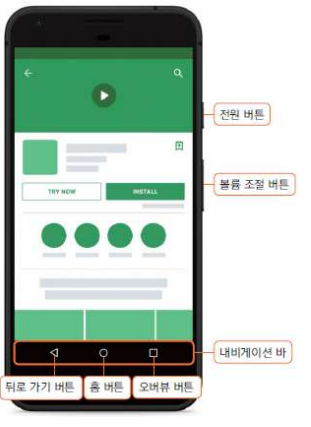 전원 버튼
TRY NOW
INSTALL
볼륨 조절 버튼
내비게이션 바
뒤로 가기 버튼
홈 버튼
오버뷰 버튼